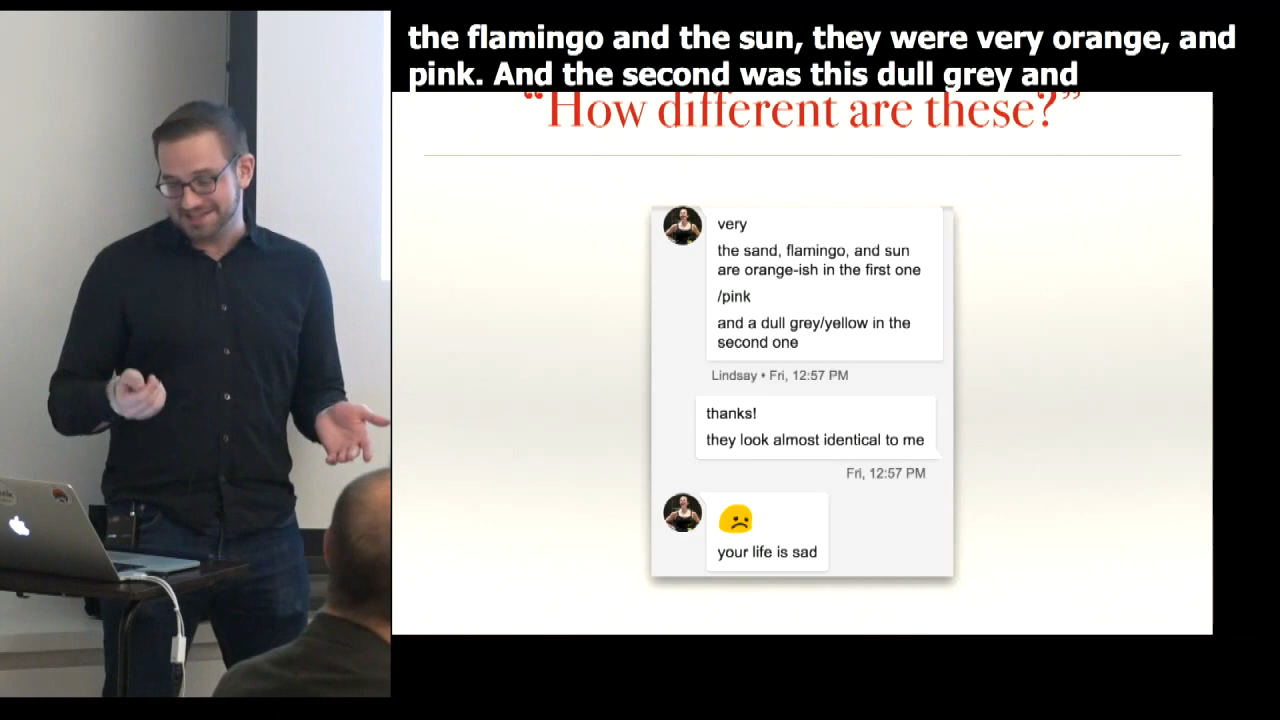 the flamingo and the sun, they were very orange, and
pink. And the second was this dull grey and
“How different are these?”
very
the sand, flamingo, and sun
are orange-ish in the first one
/pink
and a dull grey/yellow in the
second one
Lindsay • Fri, 12:57 PM
thanks!
they look almost identical to me
Fri, 12:57 PM
your life is sad